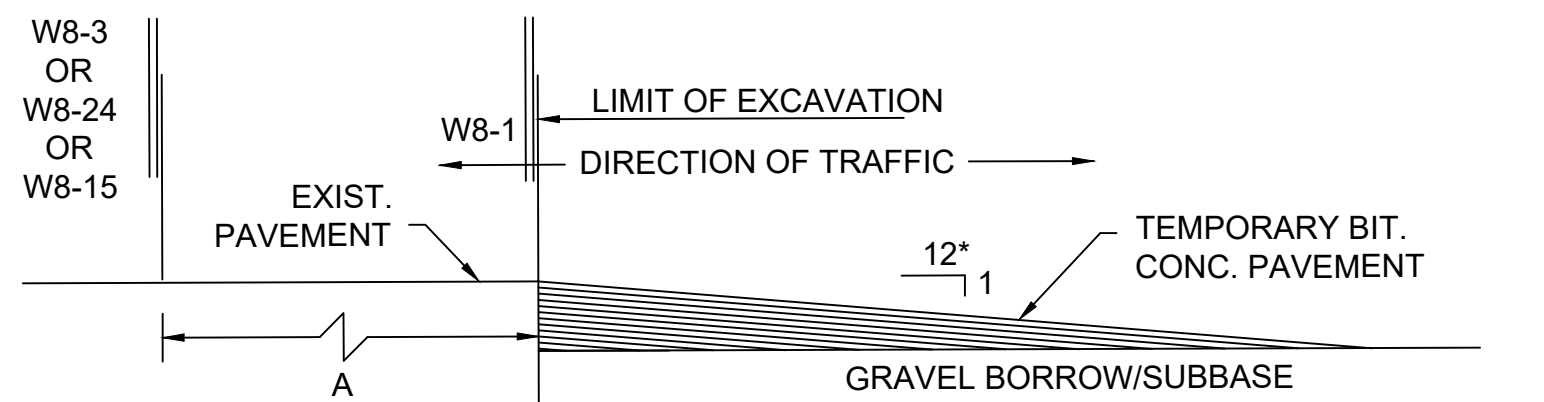 W8-3
OR
W8-24
OR
W8-15
W8-1
LIMIT OF EXCAVATION
DIRECTION OF TRAFFIC
EXIST.
PAVEMENT
12*
1
TEMPORARY BIT.
CONC. PAVEMENT
A
GRAVEL BORROW/SUBBASE